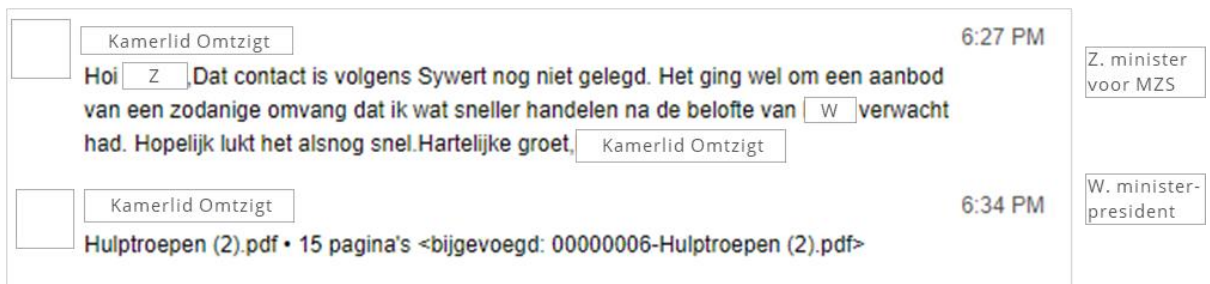 Kamerlid Omtzigt 6:27 PM
Hoi Z ,Dat contact is volgens Sywert nog niet gelegd. Het ging wel om een aanbod
van een zodanige omvang dat ik wat sneller handelen na de belofte van W verwacht
had. Hopelijk lukt het alsnog snel.Hartelijke groet, Kamerlid Omtzigt
Z. minister
voor MZS
Kamerlid Omtzigt 6:34 PM
Hulptroepen (2).pdf • 15 pagina's <bijgevoegd: 00000006-Hulptroepen (2).pdf>
W. minister-
president